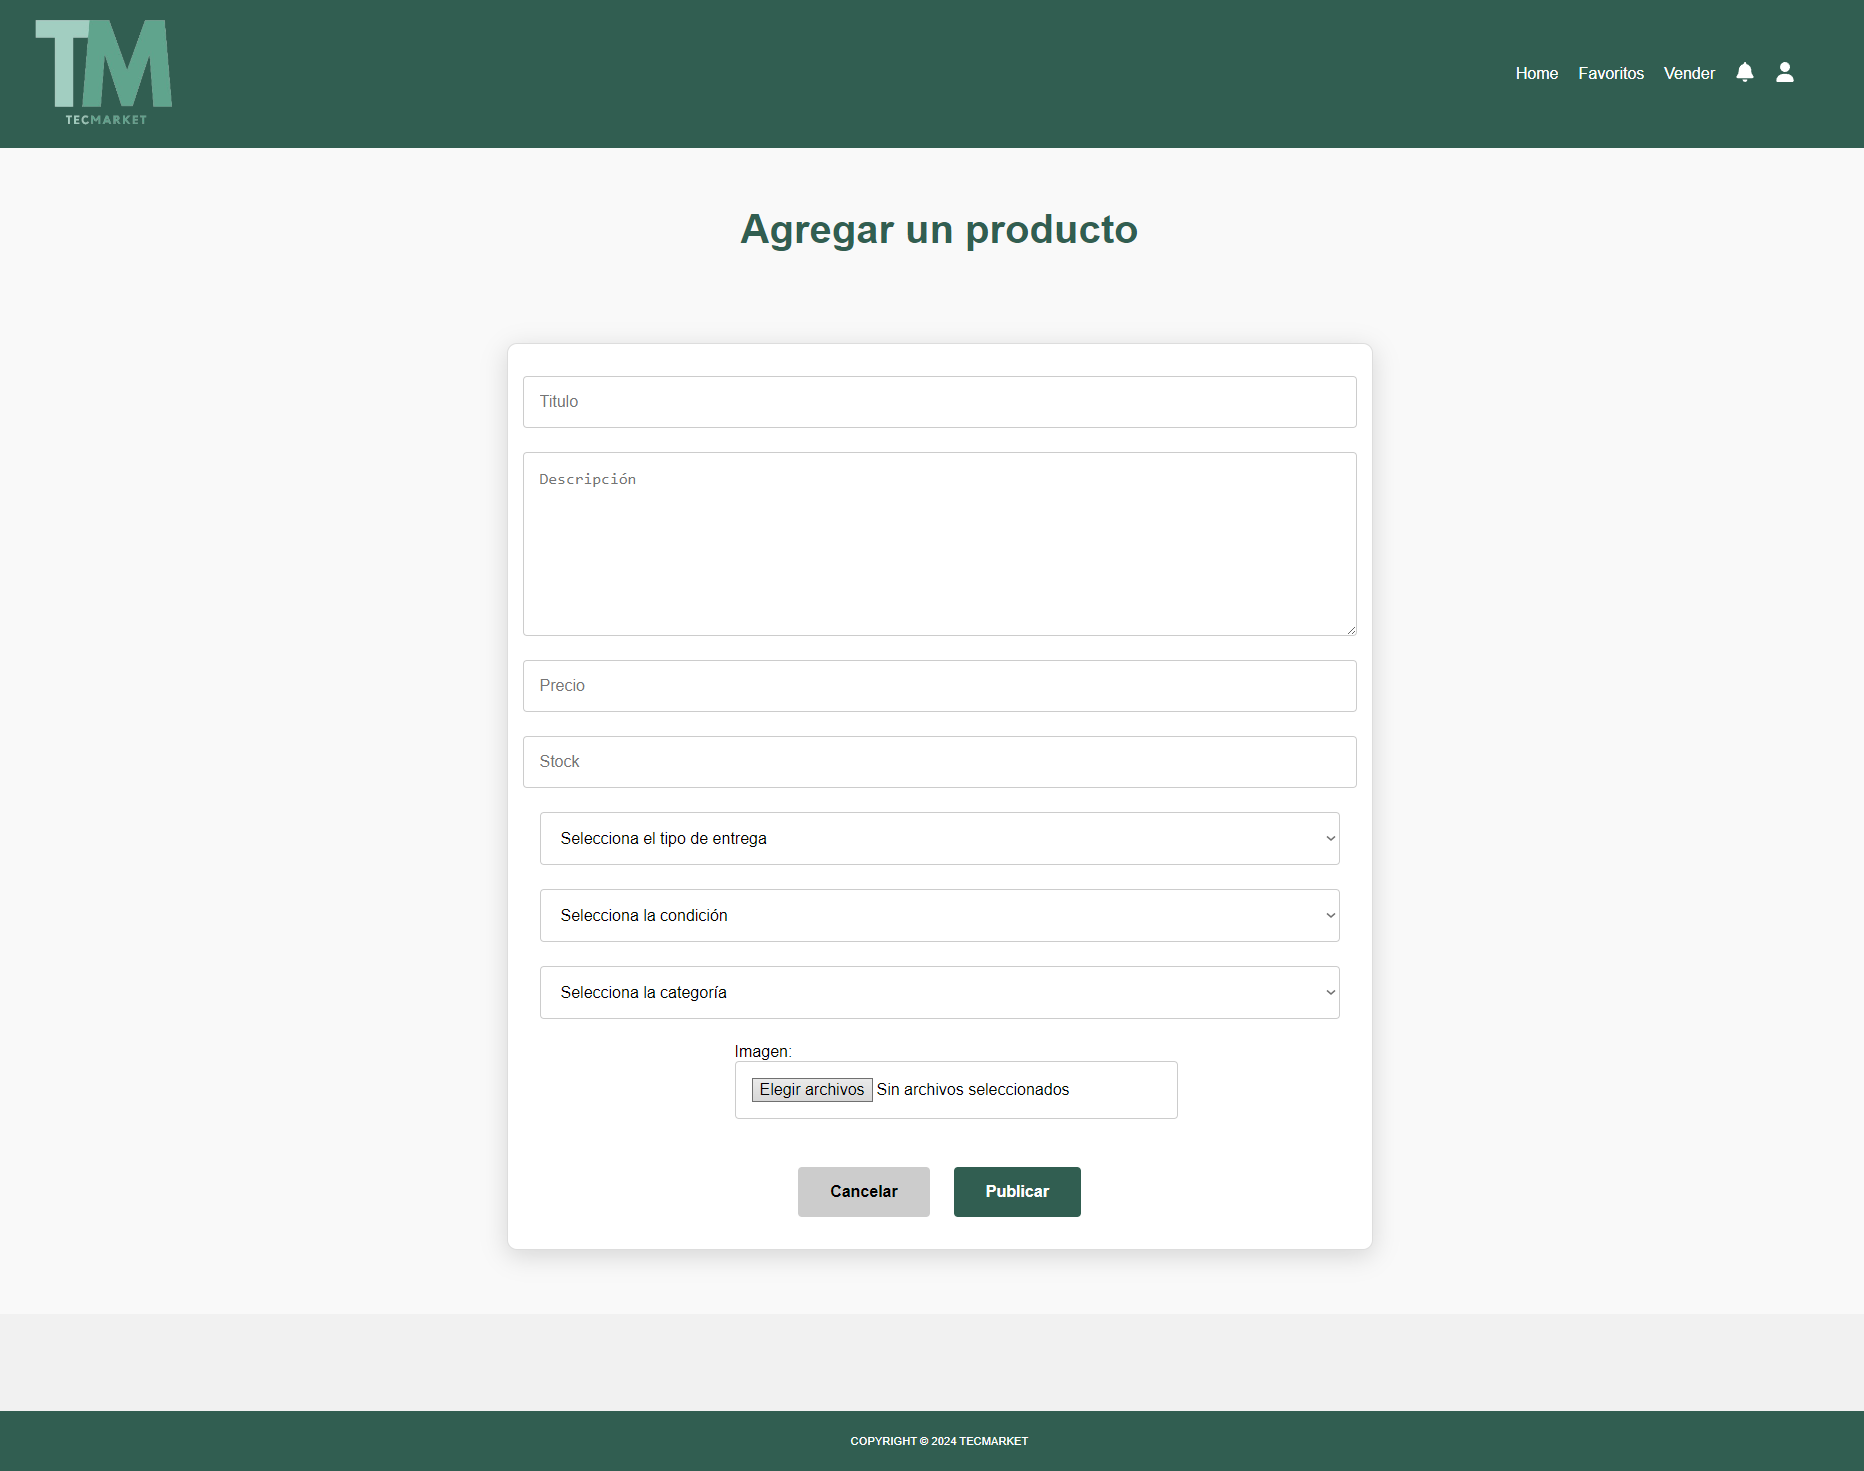 TM
TECMARKET
Home Favoritos Vender
Agregar un producto
Titulo
Descripción
Precio
Stock
Selecciona el tipo de entrega
Selecciona la condición
Selecciona la categoría
Imagen:
Elegir archivos Sin archivos seleccionados
Cancelar Publicar
COPYRIGHT © 2024 TECMARKET